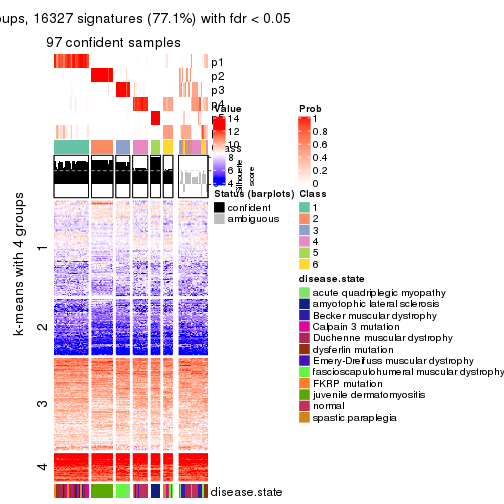 oups, 16327 signatures (77.1%) with fdr < 0.05
97 confident samples
p1
p2
p3
p4
Value
14
12
10
8
6
4
Silhouette
score
Prob
1
0.8
0.6
0.4
0.2
0
Status (barplots)
confident
ambiguous
Class
1
2
3
4
5
6
disease.state
acute quadriplegic myopathy
amyotophic lateral sclerosis
Becker muscular dystrophy
Calpain 3 mutation
Duchenne muscular dystrophy
dysferlin mutation
Emery-Dreifuss muscular dystrophy
fascioscapulohumeral muscular dystrophy
FKRP mutation
juvenile dermatomyositis
normal
spastic paraplegia
k-means with 4 groups
1
2
3
4
disease.state